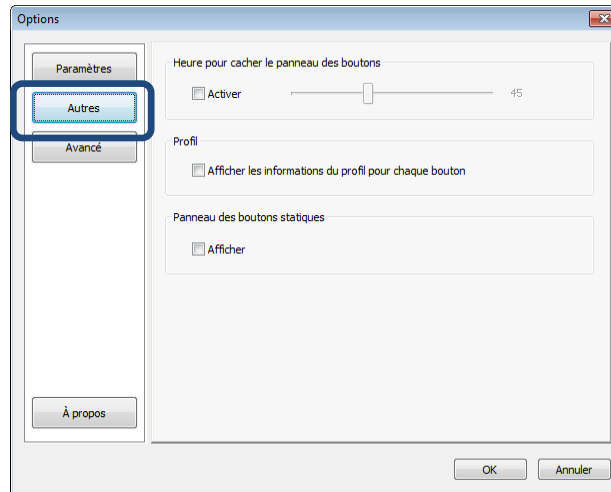 Options
Paramètres
Autres
Avancé
À propos
Heure pour cacher le panneau des boutons
Activer 45
Profil
Afficher les informations du profil pour chaque bouton
Panneau des boutons statiques
Afficher
OK Annuler